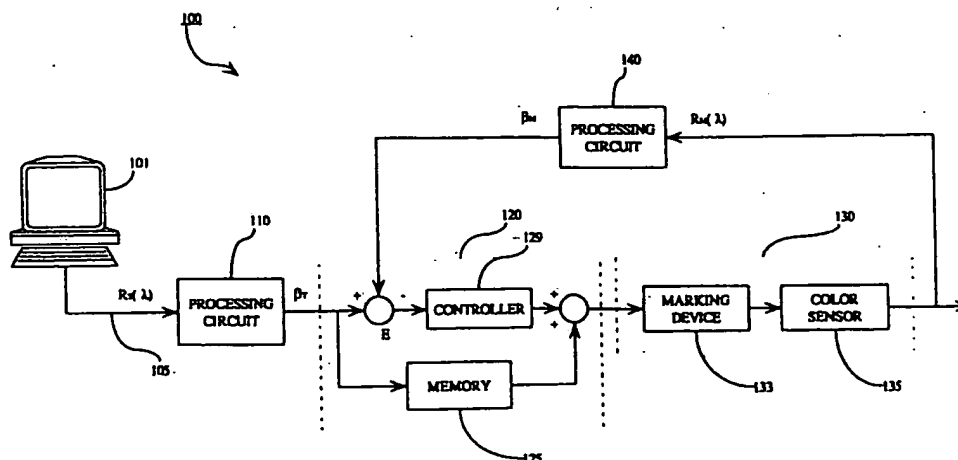 100
140
βM
PROCESSING
CIRCUIT
RM(λ)
101
110
120
129
130
RT(λ)
PROCESSING
CIRCUIT
βT
+
-
E
CONTROLLER
+
+
MARKING
DEVICE
COLOR
SENSOR
105
MEMORY
133
135
125